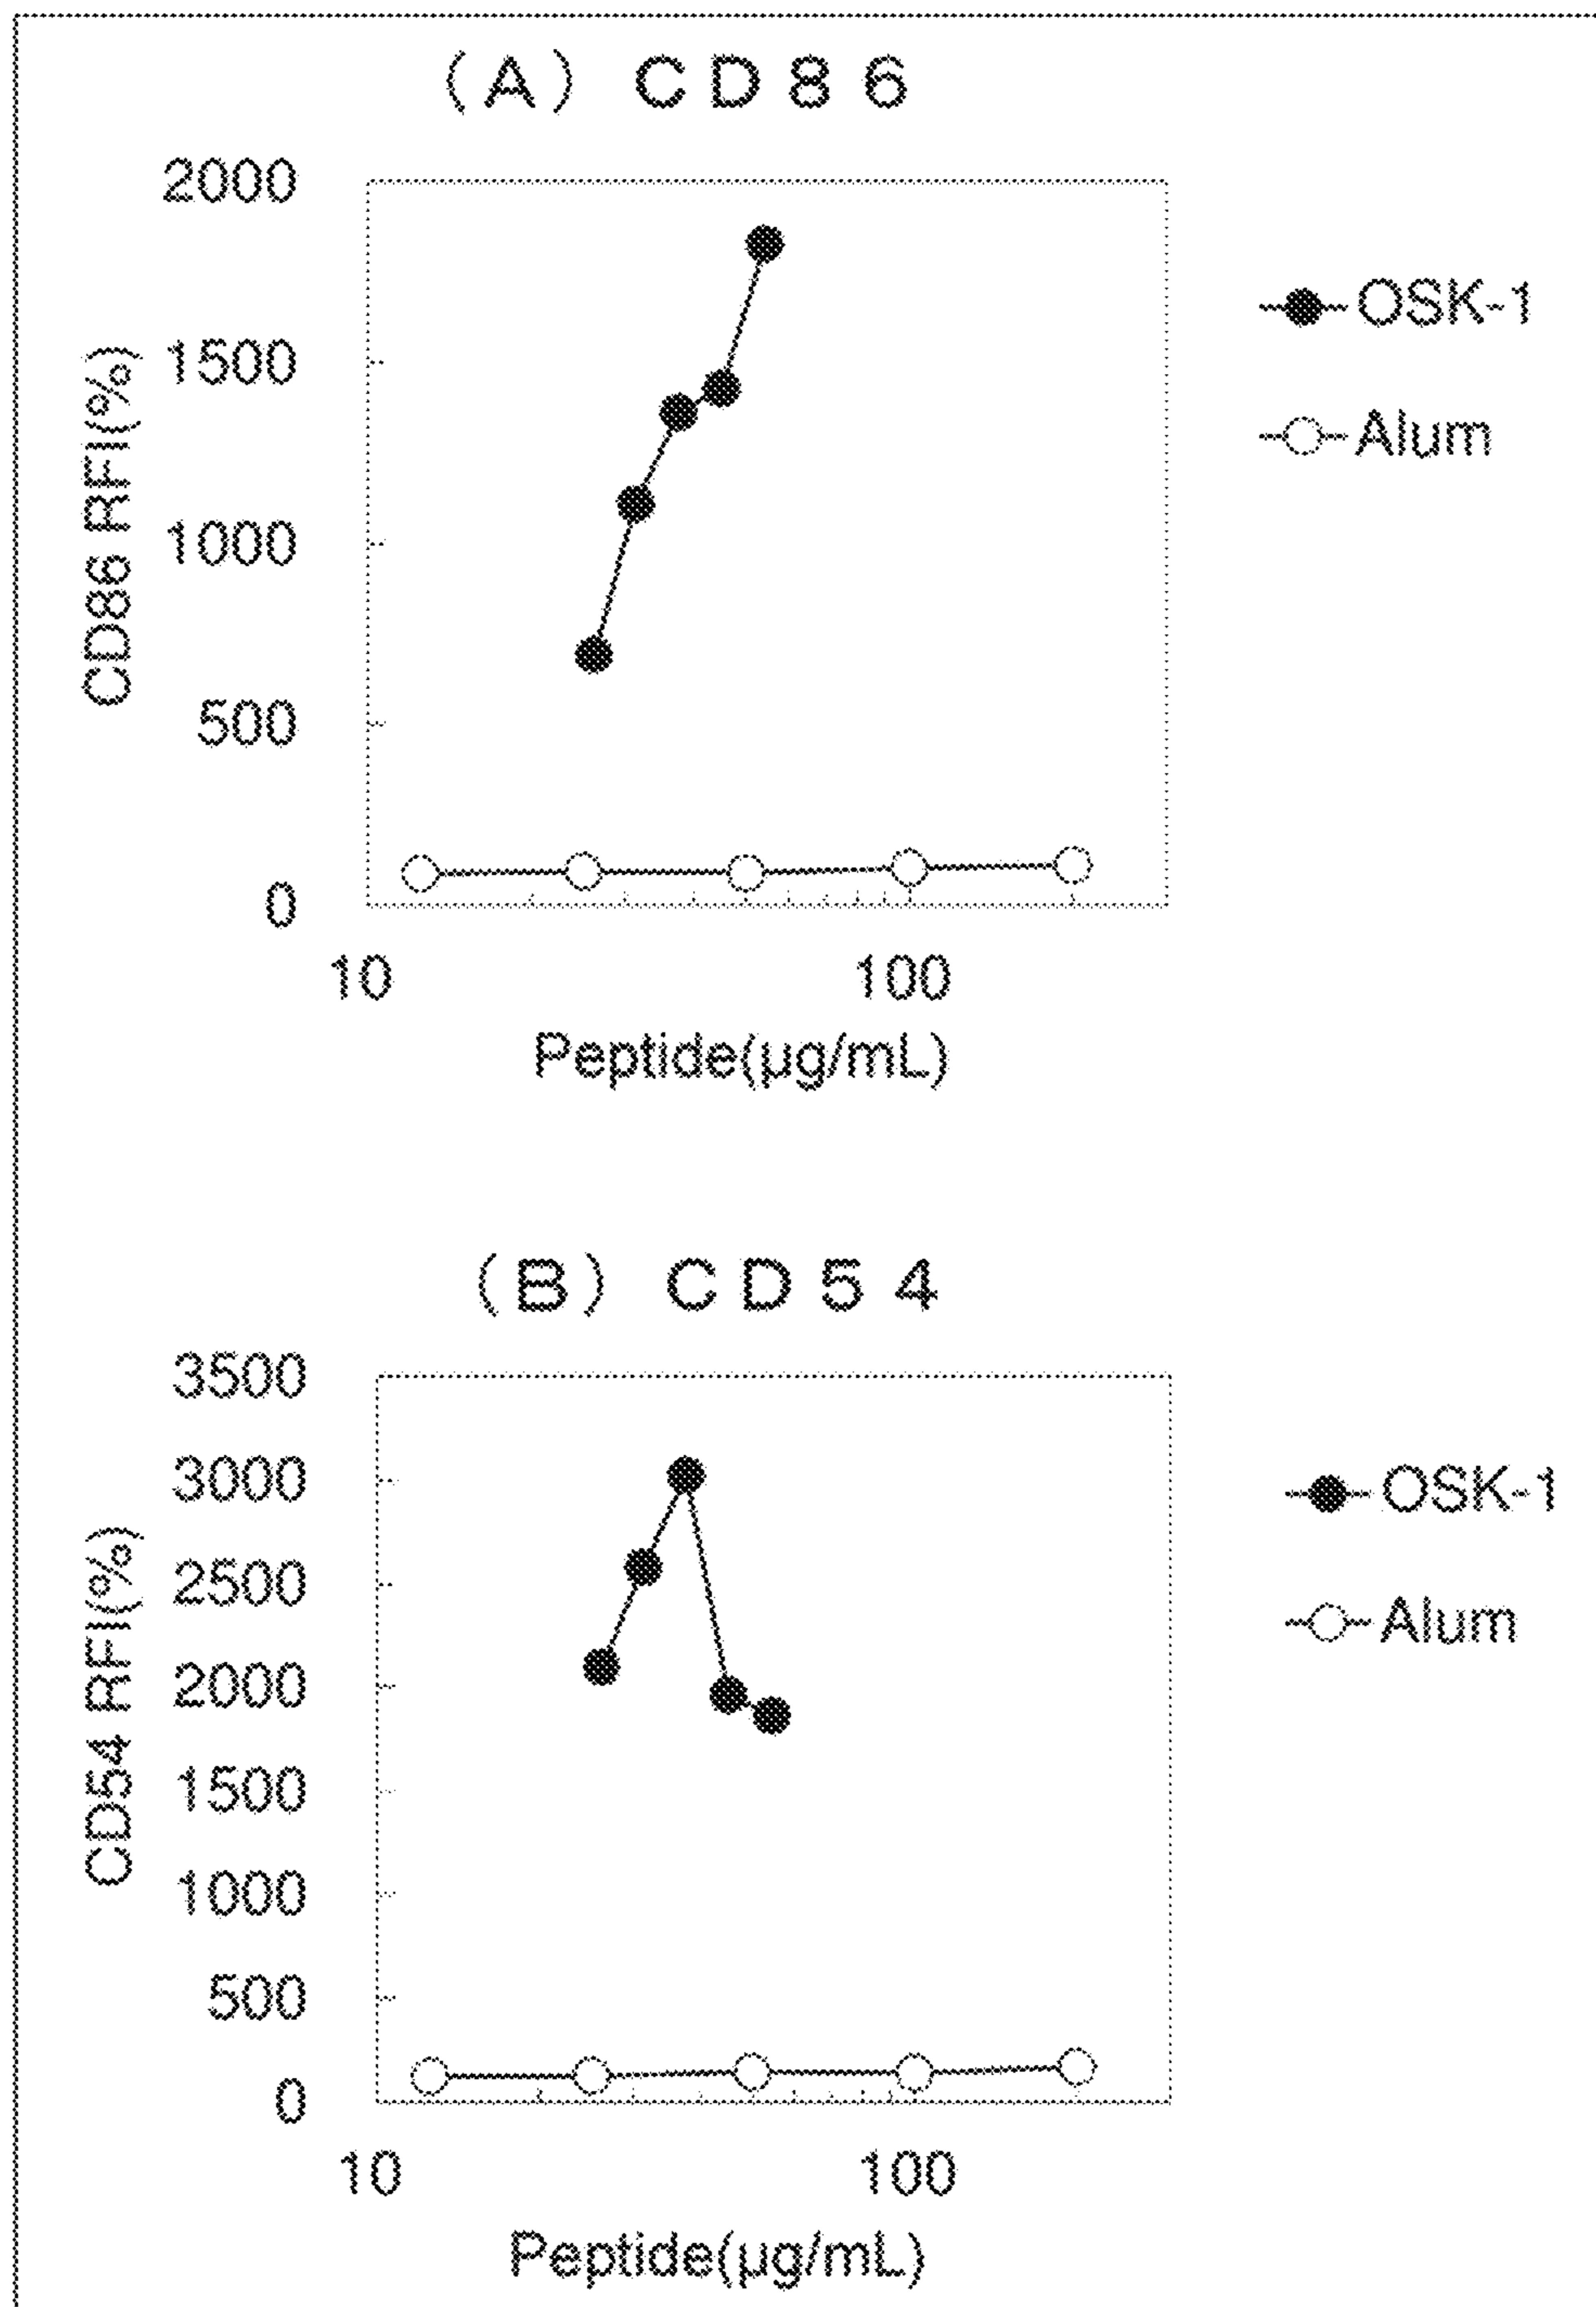 (A) CD86
2000
1500
1000
500
0
CD86 RFI(%)
10
100
Peptide(μg/mL)
OSK-1
Alum
(B) CD54
3500
3000
2500
2000
1500
1000
500
0
CD54 RFI(%)
10
100
Peptide(μg/mL)
OSK-1
Alum